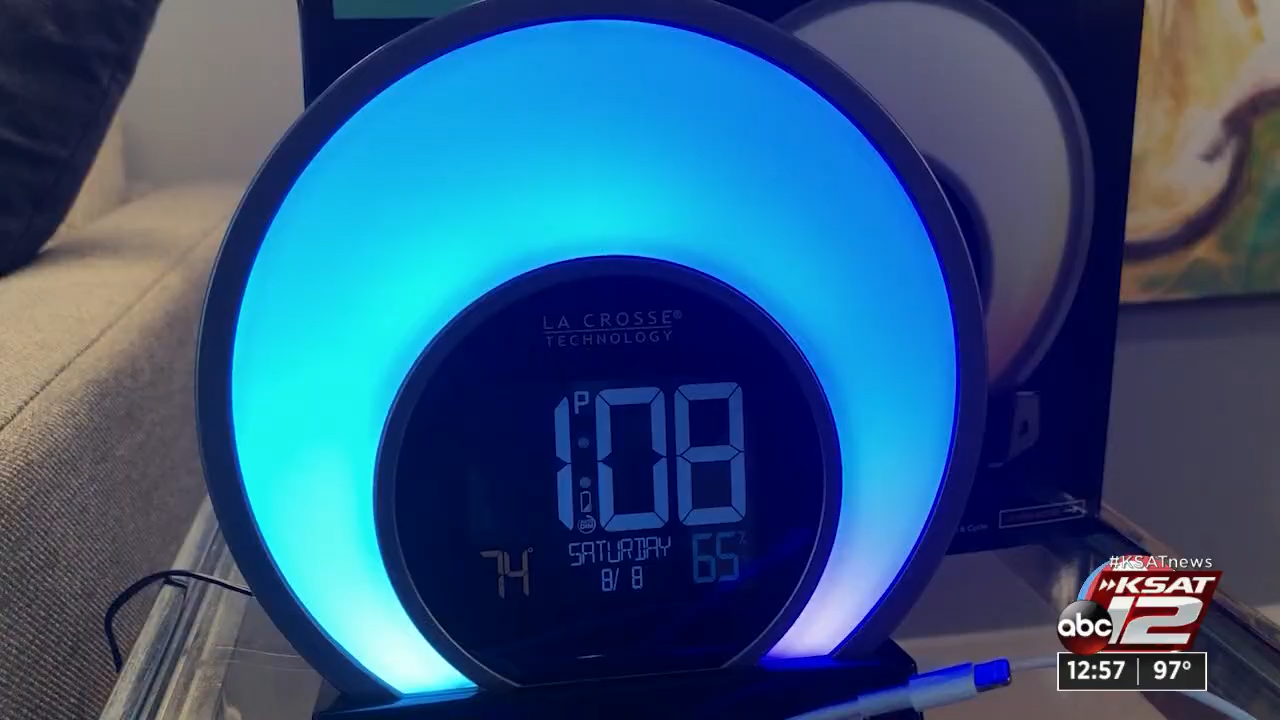 LA CROSSE®
TECHNOLOGY
P
1:08
SATURDAY
74°
65%
8/ 8
#KSATnews
KSAT
abc 12
12:57 | 97°